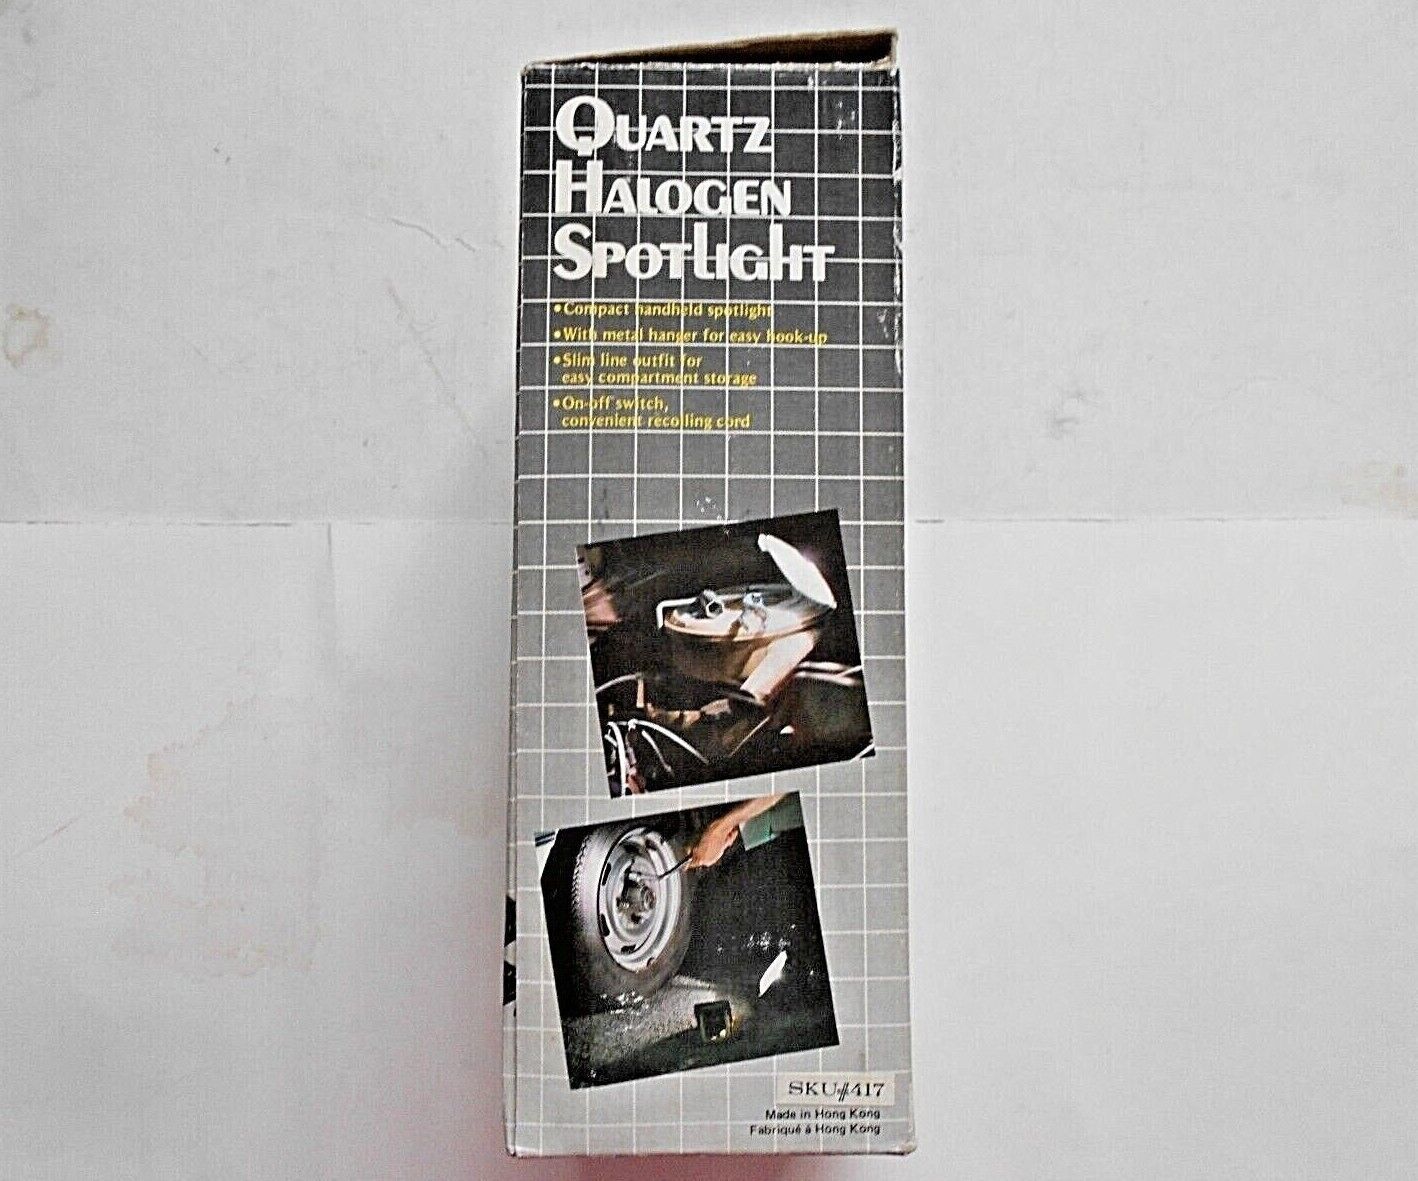 QUARTZ
HALOGEN
SPOTLIGHT
•Compact handheld spotlight
•With metal hanger for easy hook-up
•Slim line outfit for
easy compartment storage
•On-off switch,
convenient recoiling cord
SKU#417
Made in Hong Kong
Fabriqué à Hong Kong